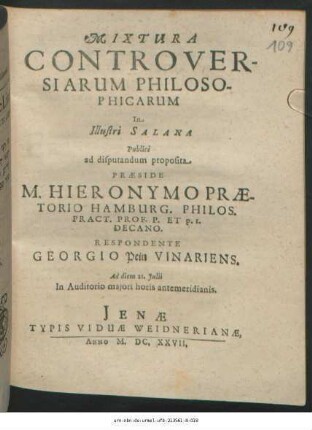 109
109
MIXTURA
CONTROVER-
SIARUM PHILOSO-
PHICARUM
In
Illustri SALANA
Publicè
ad disputandum proposita
PRÆSIDE
M. HIERONYMO PRÆ-
TORIO HAMBURG. PHILOS.
PRACT. PROF. P. ET p. t.
DECANO.
RESPONDENTE
GEORGIO Pein VINARIENS.
Ad diem Julii
In Auditorio majori horis antemeridianis.
JENÆ
TYPIS VIDUÆ WEIDNERIANÆ,
ANNO M. DC. XXVII.